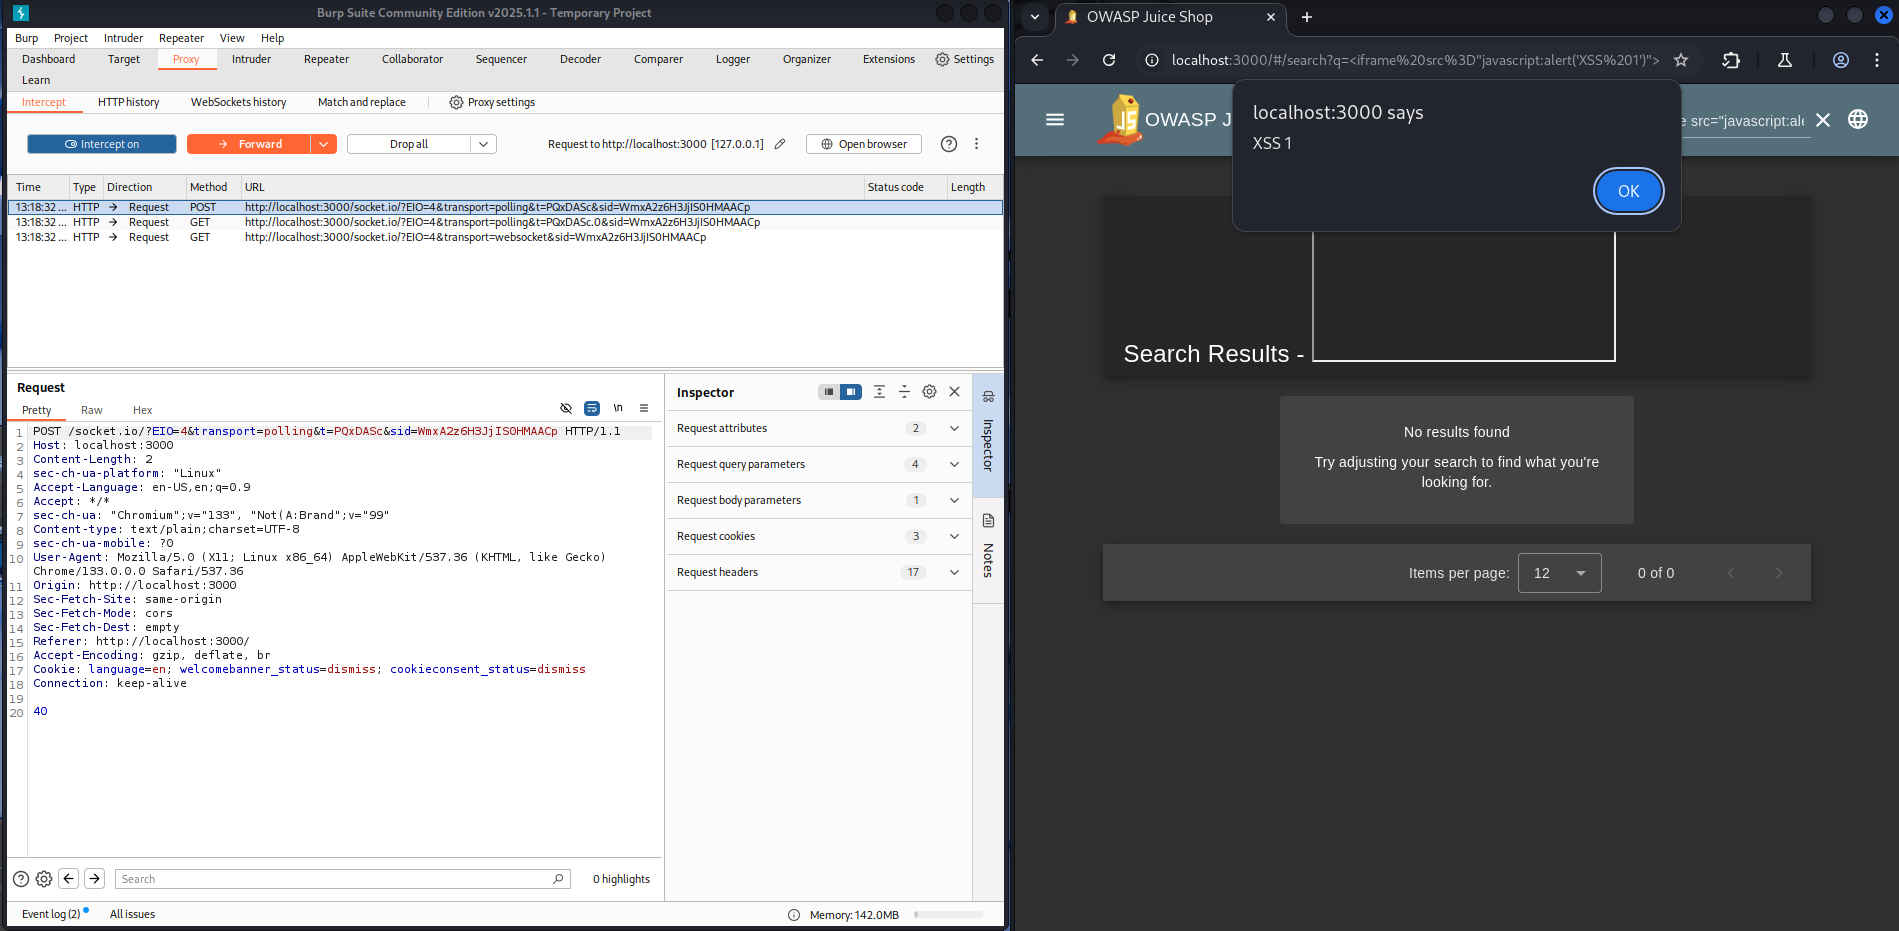 Burp Suite Community Edition v2025.1.1 - Temporary Project
Burp Project Intruder Repeater View Help
Dashboard Target Proxy Intruder Repeater Collaborator Sequencer Decoder Comparer Logger Organizer Extensions Settings
Learn
Intercept HTTP history WebSockets history Match and replace Proxy settings
Intercept on Forward Drop all Request to http://localhost:3000 [127.0.0.1] Open browser
Time Type Direction Method URL Status code Length
13:18:32 ... HTTP → Request POST http://localhost:3000/socket.io/?EIO=4&transport=polling&t=PQxDASc&sid=WmxA2z6H3JjIS0HMAACp
13:18:32 ... HTTP → Request GET http://localhost:3000/socket.io/?EIO=4&transport=polling&t=PQxDASc.0&sid=WmxA2z6H3JjIS0HMAACp
13:18:32 ... HTTP → Request GET http://localhost:3000/socket.io/?EIO=4&transport=websocket&sid=WmxA2z6H3JjIS0HMAACp
Request
Pretty Raw Hex \n
1 POST /socket.io/?EIO=4&transport=polling&t=PQxDASc&sid=WmxA2z6H3JjIS0HMAACp HTTP/1.1
2 Host: localhost:3000
3 Content-Length: 2
4 sec-ch-ua-platform: "Linux"
5 Accept-Language: en-US,en;q=0.9
6 Accept: */*
7 sec-ch-ua: "Chromium";v="133", "Not(A:Brand";v="99"
8 Content-type: text/plain;charset=UTF-8
9 sec-ch-ua-mobile: ?0
10 User-Agent: Mozilla/5.0 (X11; Linux x86_64) AppleWebKit/537.36 (KHTML, like Gecko)
Chrome/133.0.0.0 Safari/537.36
11 Origin: http://localhost:3000
12 Sec-Fetch-Site: same-origin
13 Sec-Fetch-Mode: cors
14 Sec-Fetch-Dest: empty
15 Referer: http://localhost:3000/
16 Accept-Encoding: gzip, deflate, br
17 Cookie: language=en; welcomebanner_status=dismiss; cookieconsent_status=dismiss
18 Connection: keep-alive
19
20 40
Search 0 highlights
Inspector
Request attributes 2
Request query parameters 4
Request body parameters 1
Request cookies 3
Request headers 17
Inspector
Notes
Event log (2) All issues Memory: 142.0MB
OWASP Juice Shop
localhost:3000/#/search?q=<iframe%20src%3D"javascript:alert('XSS%201')">
JS OWASP J
e src="javascript:ale
localhost:3000 says
XSS 1
OK
Search Results -
No results found
Try adjusting your search to find what you're
looking for.
Items per page: 12 0 of 0